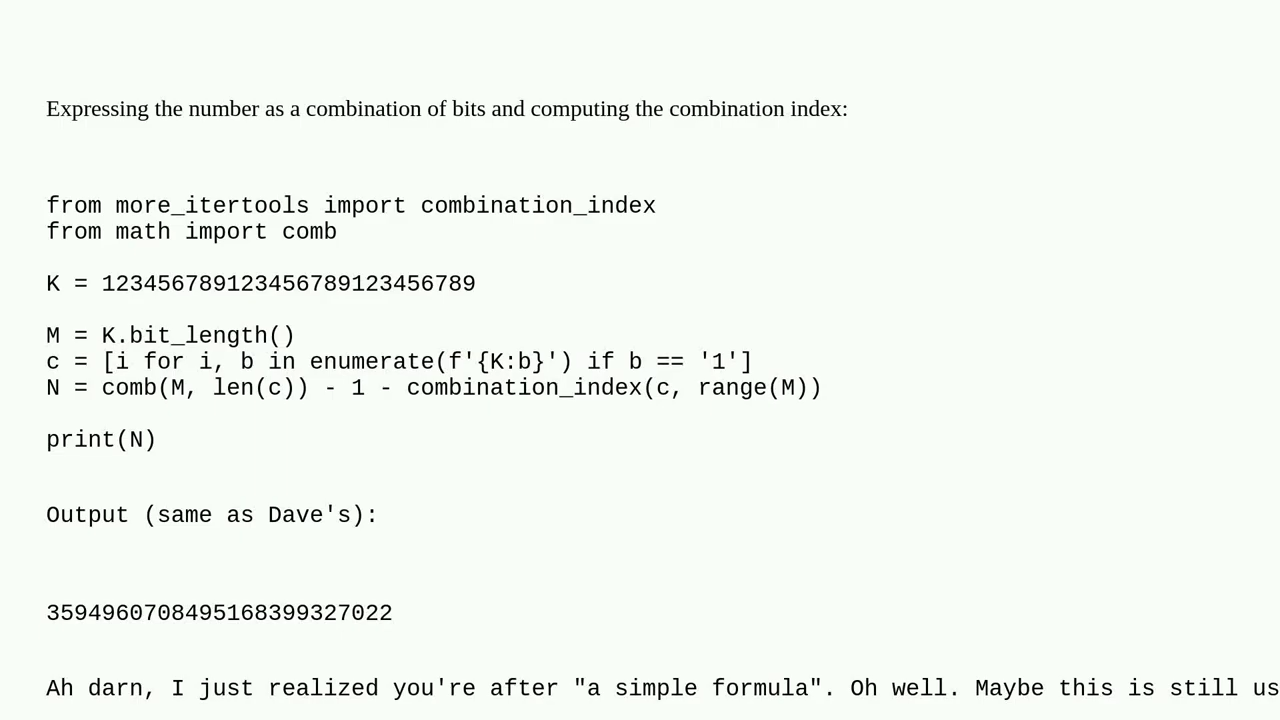 Expressing the number as a combination of bits and computing the combination index:
from more_itertools import combination_index
from math import comb
K = 123456789123456789123456789
M = K.bit_length()
c = [i for i, b in enumerate(f'{K:b}') if b == '1']
N = comb(M, len(c)) - 1 - combination_index(c, range(M))
print(N)
Output (same as Dave's):
3594960708495168399327022
Ah darn, I just realized you're after "a simple formula". Oh well. Maybe this is still us